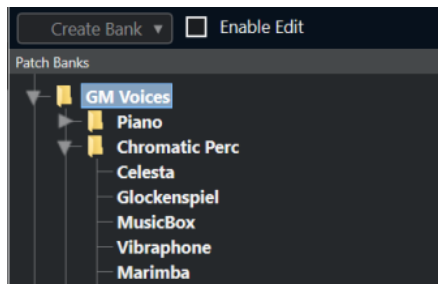 Create Bank Enable Edit
Patch Banks
GM Voices
Piano
Chromatic Perc
Celesta
Glockenspiel
MusicBox
Vibraphone
Marimba